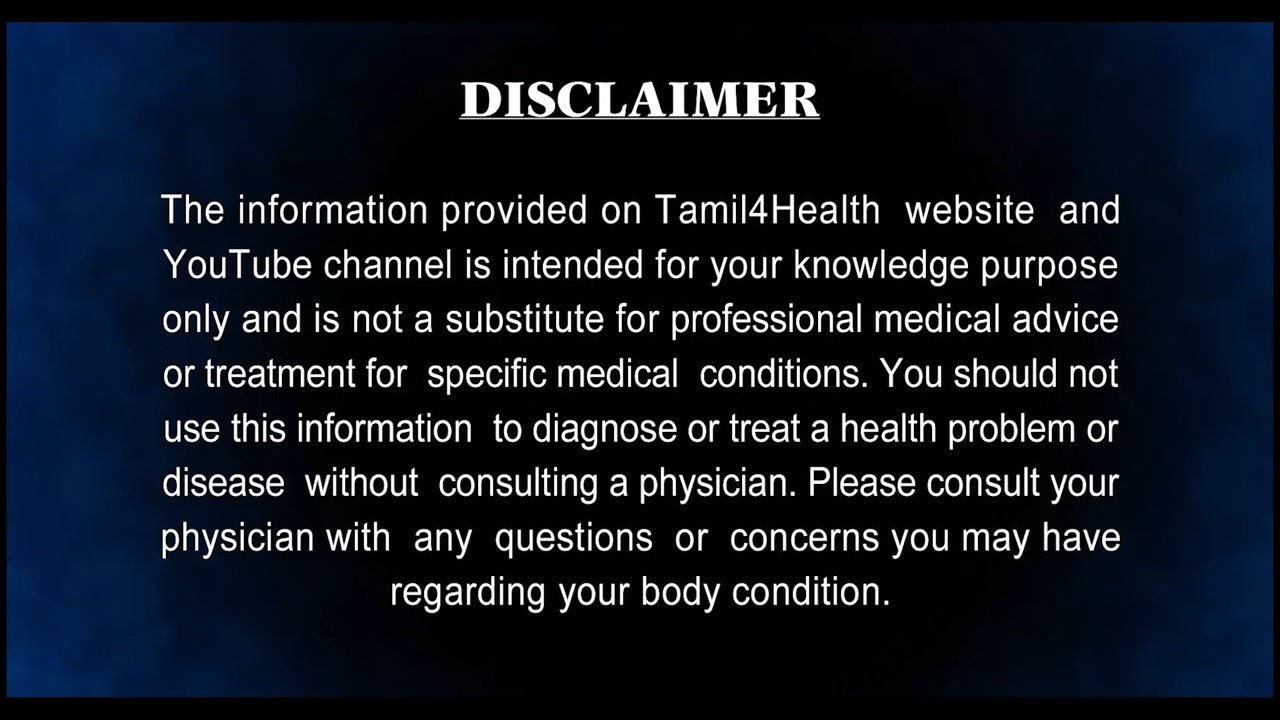 DISCLAIMER
The information provided on Tamil4Health website and
YouTube channel is intended for your knowledge purpose
only and is not a substitute for professional medical advice
or treatment for specific medical conditions. You should not
use this information to diagnose or treat a health problem or
disease without consulting a physician. Please consult your
physician with any questions or concerns you may have
regarding your body condition.